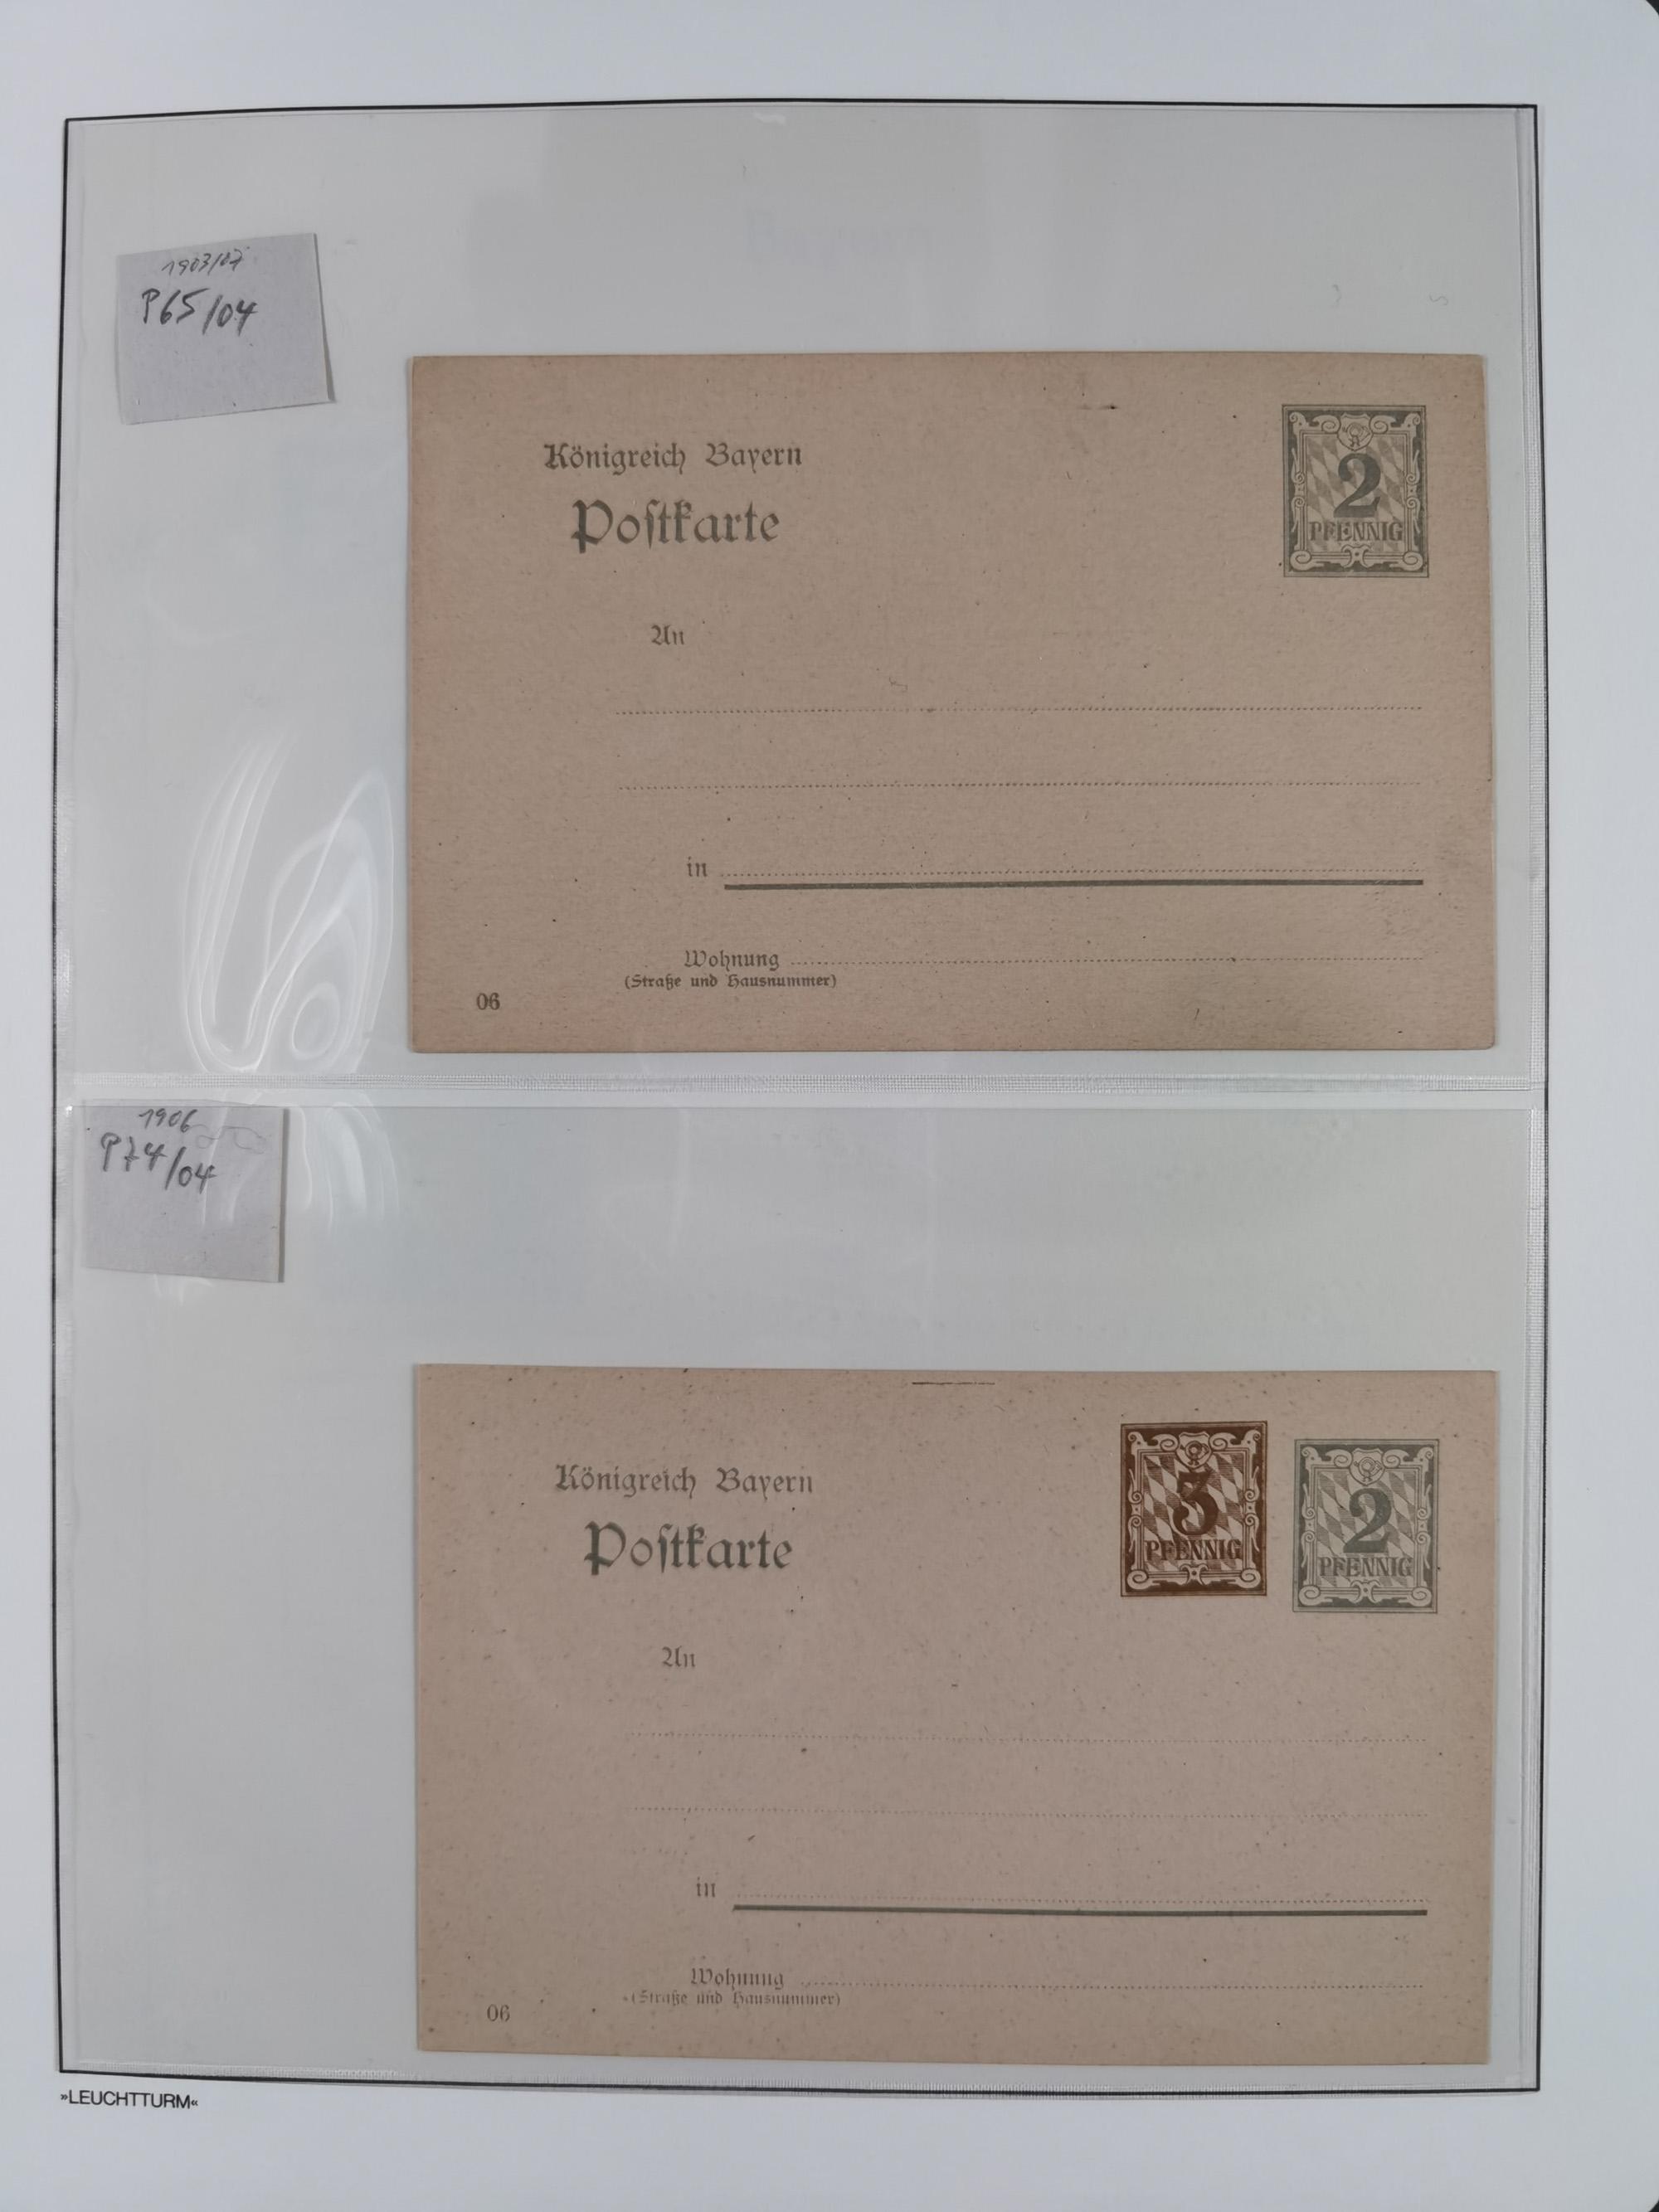 1903/07
P65/04
Königreich Bayern
Postkarte
2
PFENNIG
An
in
Wohnung
(Straße und Hausnummer)
06
1906
P74/04
Königreich Bayern
Postkarte
3
PFENNIG
2
PFENNIG
An
in
Wohnung
(Straße und Hausnummer)
06
»LEUCHTTURM«